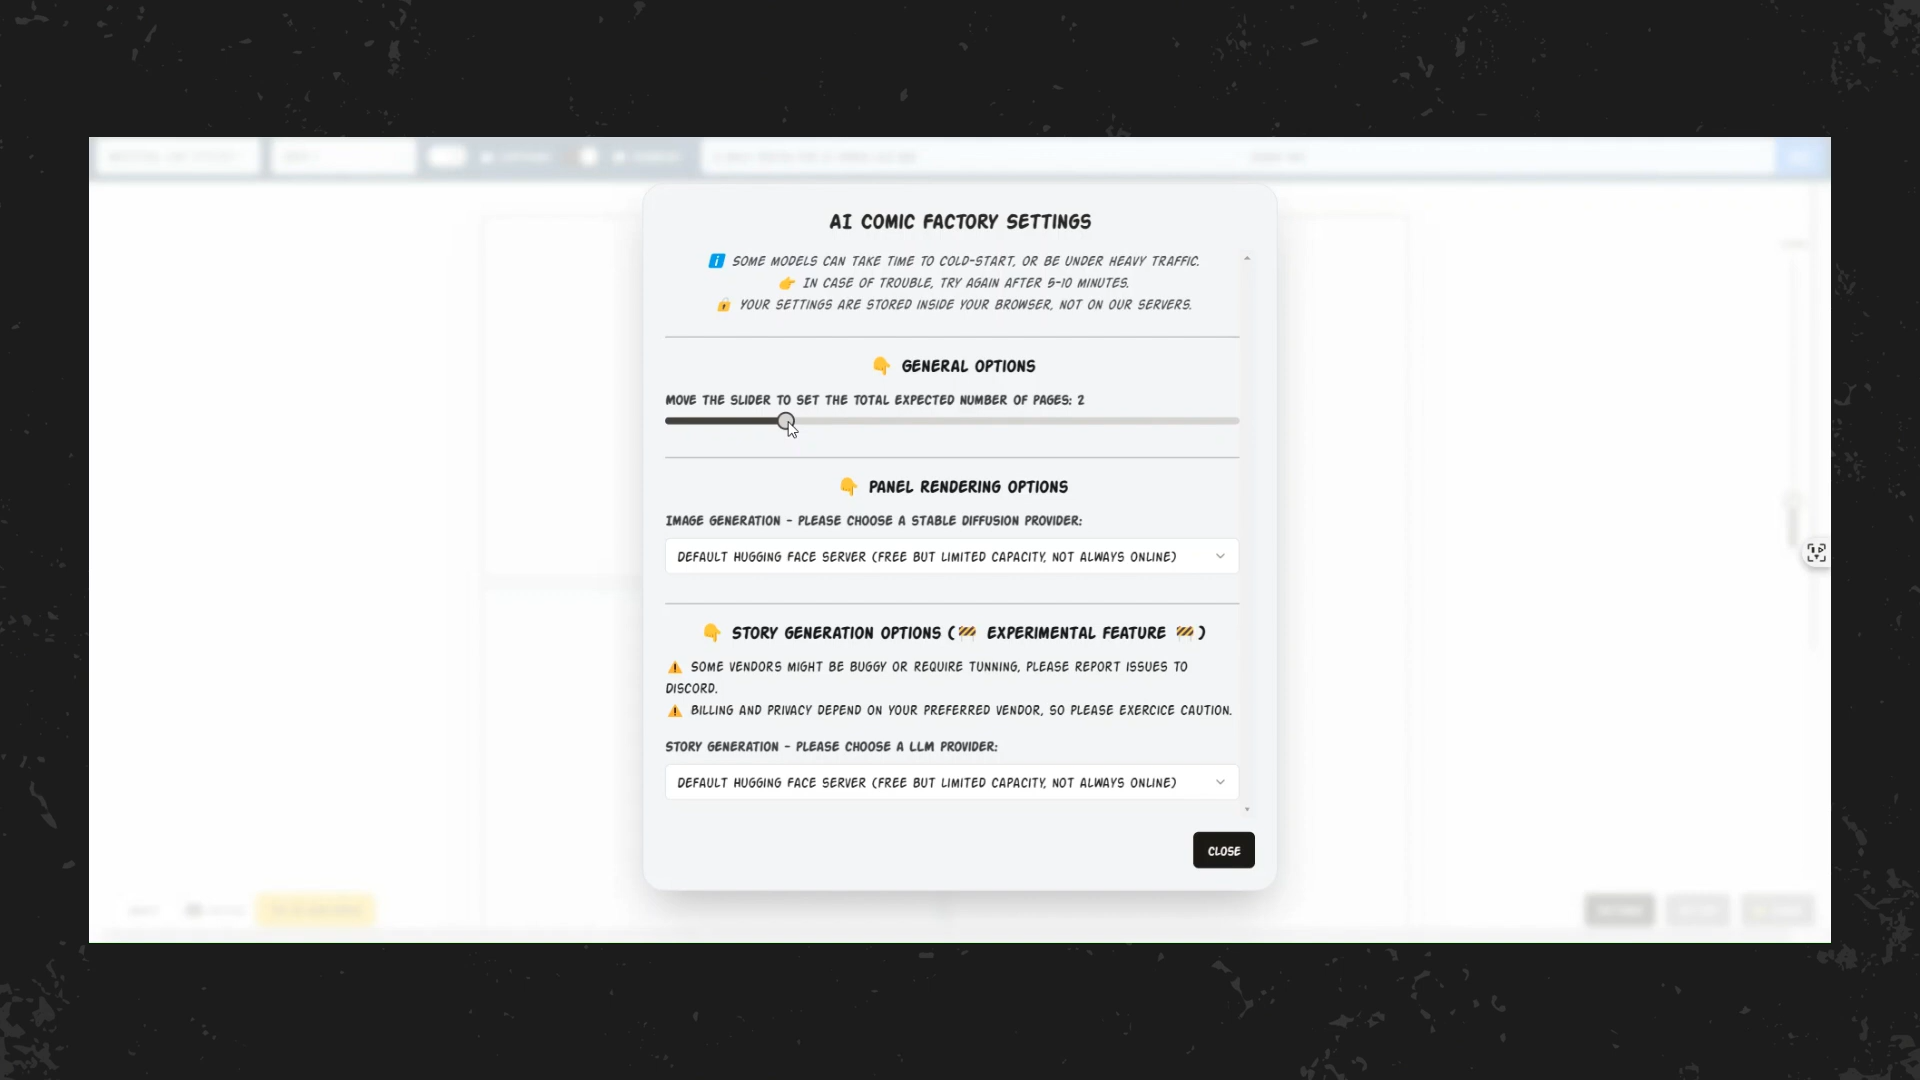 AI COMIC FACTORY SETTINGS
SOME MODELS CAN TAKE TIME TO COLD-START, OR BE UNDER HEAVY TRAFFIC.
IN CASE OF TROUBLE, TRY AGAIN AFTER 5-10 MINUTES.
YOUR SETTINGS ARE STORED INSIDE YOUR BROWSER, NOT ON OUR SERVERS.
GENERAL OPTIONS
MOVE THE SLIDER TO SET THE TOTAL EXPECTED NUMBER OF PAGES: 2
PANEL RENDERING OPTIONS
IMAGE GENERATION - PLEASE CHOOSE A STABLE DIFFUSION PROVIDER:
DEFAULT HUGGING FACE SERVER (FREE BUT LIMITED CAPACITY, NOT ALWAYS ONLINE)
STORY GENERATION OPTIONS (🚧 EXPERIMENTAL FEATURE 🚧)
SOME VENDORS MIGHT BE BUGGY OR REQUIRE TUNNING, PLEASE REPORT ISSUES TO
DISCORD.
BILLING AND PRIVACY DEPEND ON YOUR PREFERRED VENDOR, SO PLEASE EXERCICE CAUTION.
STORY GENERATION - PLEASE CHOOSE A LLM PROVIDER:
DEFAULT HUGGING FACE SERVER (FREE BUT LIMITED CAPACITY, NOT ALWAYS ONLINE)
CLOSE